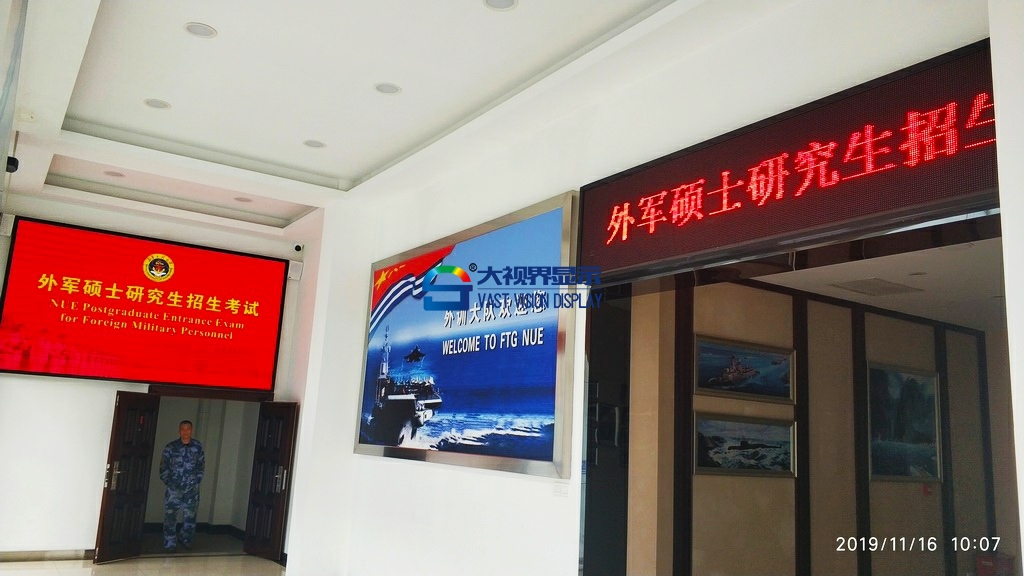 外军硕士研究生招生考试
NUE Postgraduate Entrance Exam
for Foreign Military Personnel
外训大队欢迎您
WELCOME TO FTG NUE
外军硕士研究生招生
®大视界显示
VAST VISION DISPLAY
2019/11/16 10:07